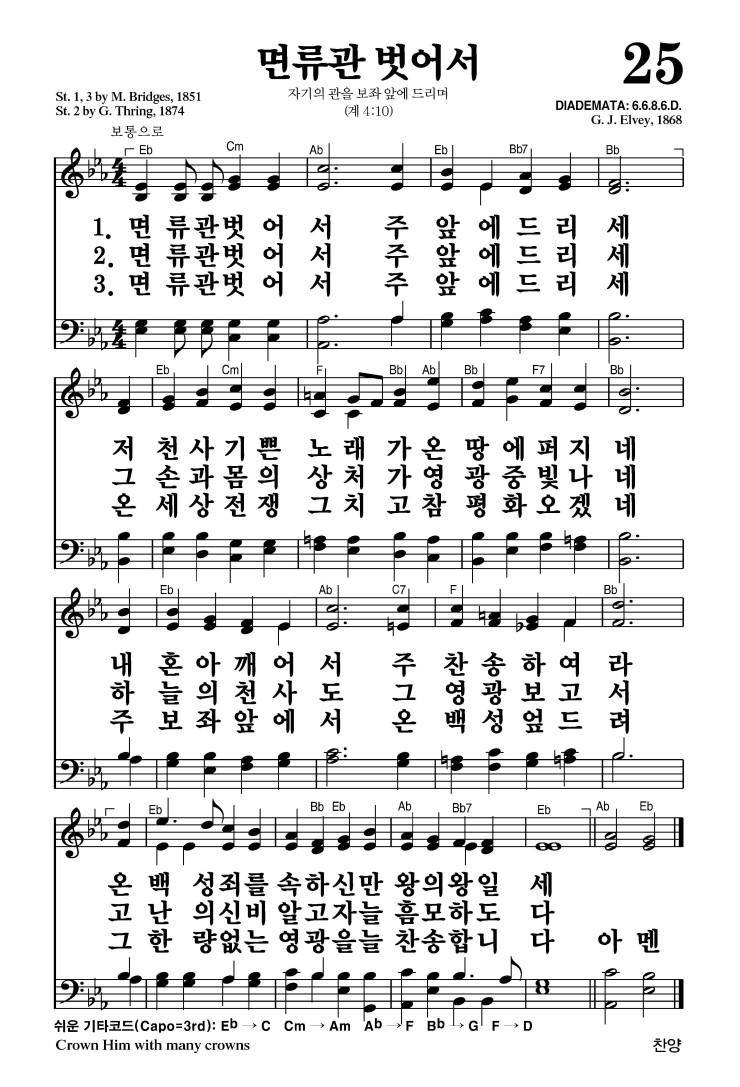 면류관 벗어서
25
자기의 관을 보좌 앞에 드리며
(계 4:10)
St. 1, 3 by M. Bridges, 1851
St. 2 by G. Thring, 1874
DIADEMATA: 6.6.8.6.D.
G. J. Elvey, 1868
보통으로
Eb Cm Ab Eb Bb7 Bb
1. 면 류관벗 어 서 주 앞 에 드 리 세
2. 면 류관벗 어 서 주 앞 에 드 리 세
3. 면 류관벗 어 서 주 앞 에 드 리 세
Eb Cm F Bb Ab Bb F7 Bb
저 천 사 기 쁜 노 래 가 온 땅 에 퍼 지 네
그 손 과 몸 의 상 처 가 영 광 중 빛 나 네
온 세 상 전 쟁 그 치 고 참 평 화 오 겠 네
Eb Ab C7 F Bb
내 혼 아 깨 어 서 주 찬 송 하 여 라
하 늘 의 천 사 도 그 영 광 보 고 서
주 보 좌 앞 에 서 온 백 성 엎 드 려
Eb Bb Eb Ab Bb7 Eb Ab Eb
온 백 성죄를 속하신만 왕의왕일 세
고 난 의신비 알고자늘 흠모하도 다
그 한 량없는 영광을늘 찬송합니 다 아 멘
쉬운 기타코드(Capo=3rd): Eb → C Cm → Am Ab → F Bb → G F → D
Crown Him with many crowns
찬양